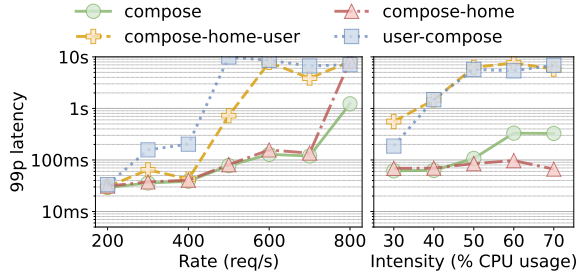 compose
compose-home
compose-home-user
user-compose
99p latency
10s
1s
100ms
10ms
200 400 600 800
30 40 50 60 70
Rate (req/s)
Intensity (% CPU usage)